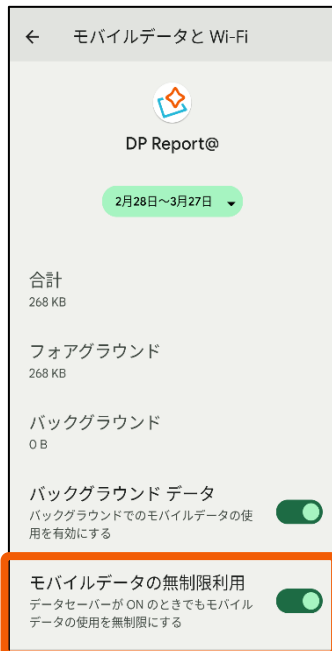 ← モバイルデータと Wi-Fi
DP Report@
2月28日～3月27日
合計
268 KB
フォアグラウンド
268 KB
バックグラウンド
0 B
バックグラウンド データ
バックグラウンドでのモバイルデータの使
用を有効にする
モバイルデータの無制限利用
データセーバーが ON のときでもモバイル
データの使用を無制限にする